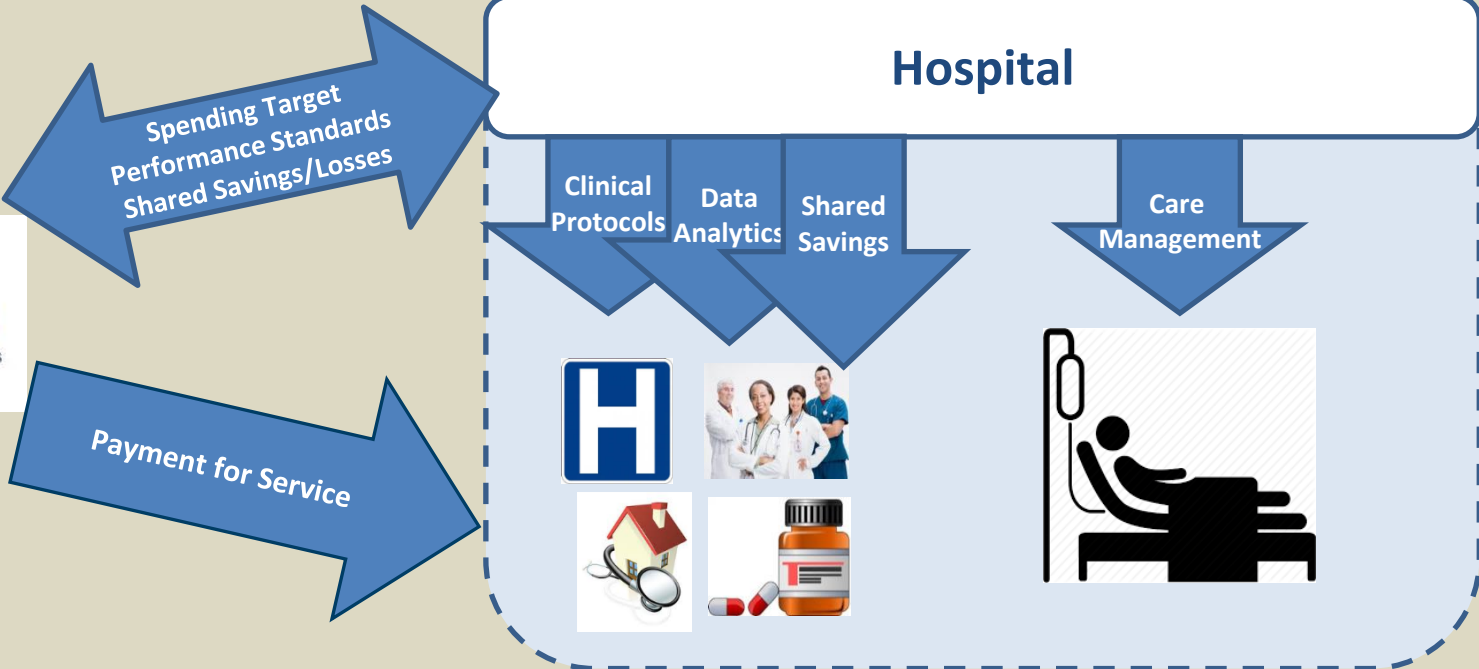 Hospital
Spending Target
Performance Standards
Shared Savings/Losses
Clinical
Protocols
Data
Analytics
Shared
Savings
Care
Management
Payment for Service
H